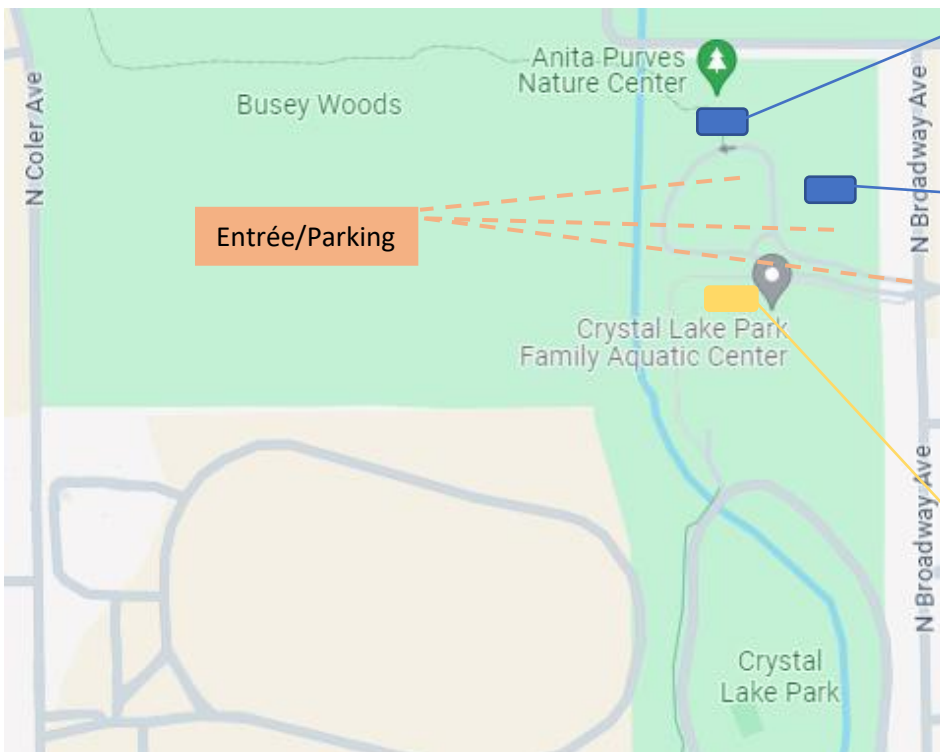 Anita Purves
Nature Center
Busey Woods
N Coler Ave
N Broadway Ave
Entrée/Parking
Crystal Lake Park
Family Aquatic Center
N Broadway Ave
Crystal
Lake Park